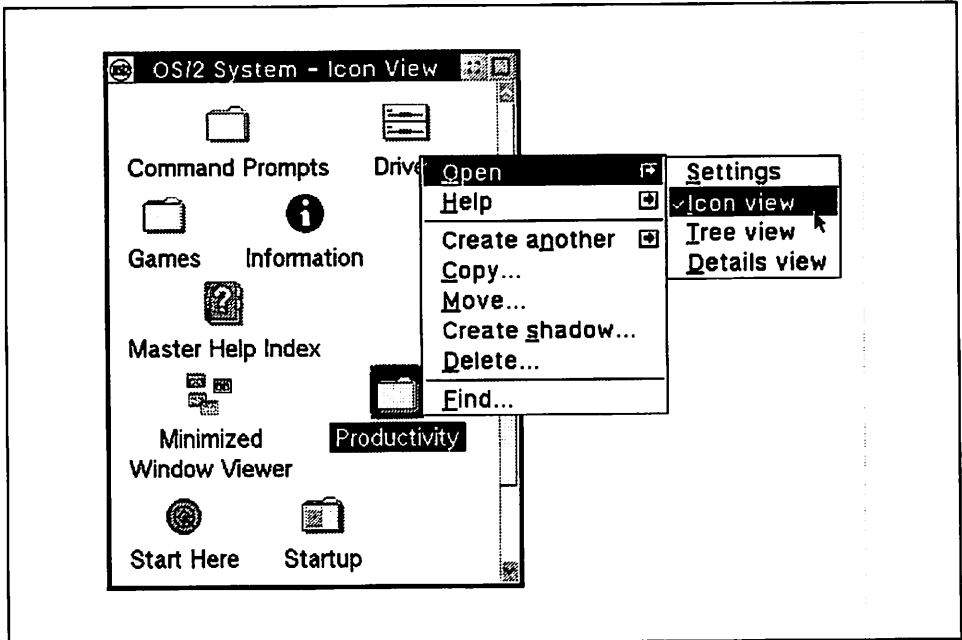 OS/2 System - Icon View
Command Prompts
Open
Settings
Help
Icon view
Games
Information
Create another
Tree view
Copy...
Details view
Move...
Master Help Index
Create shadow...
Delete...
Find...
Minimized
Window Viewer
Productivity
Start Here
Startup